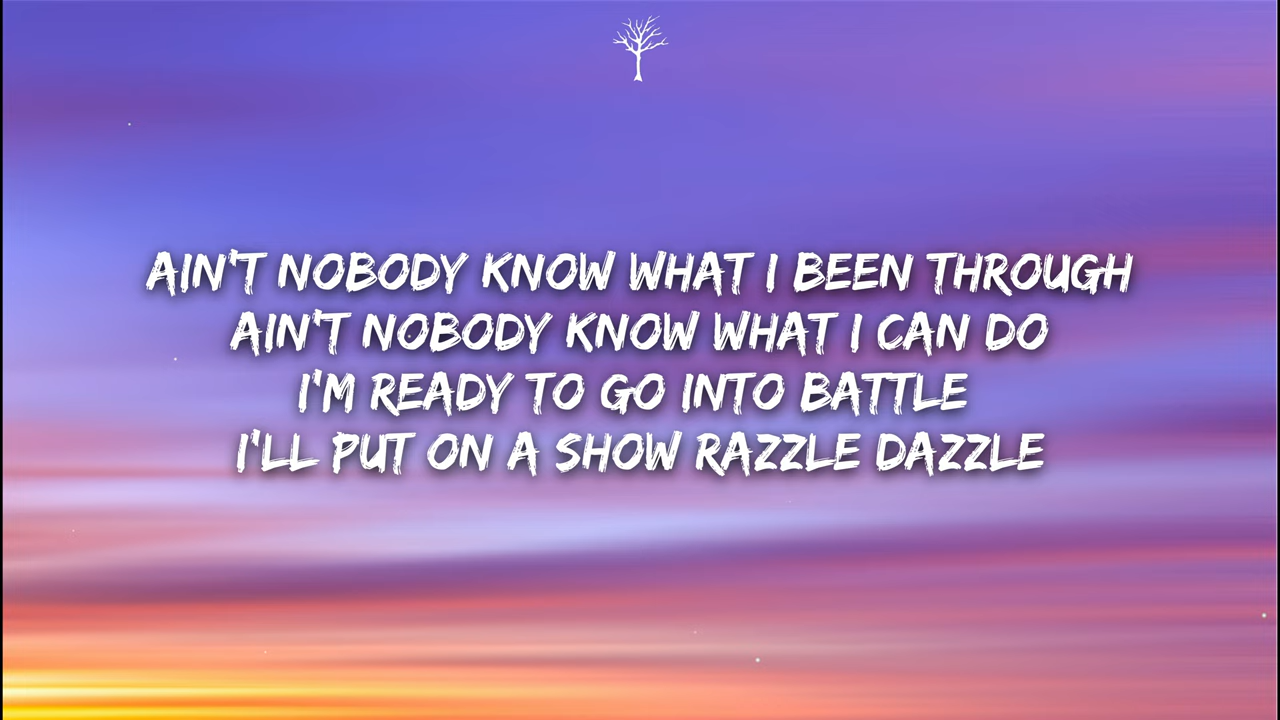 AIN'T NOBODY KNOW WHAT I BEEN THROUGH
AIN'T NOBODY KNOW WHAT I CAN DO
I'M READY TO GO INTO BATTLE
I'LL PUT ON A SHOW RAZZLE DAZZLE